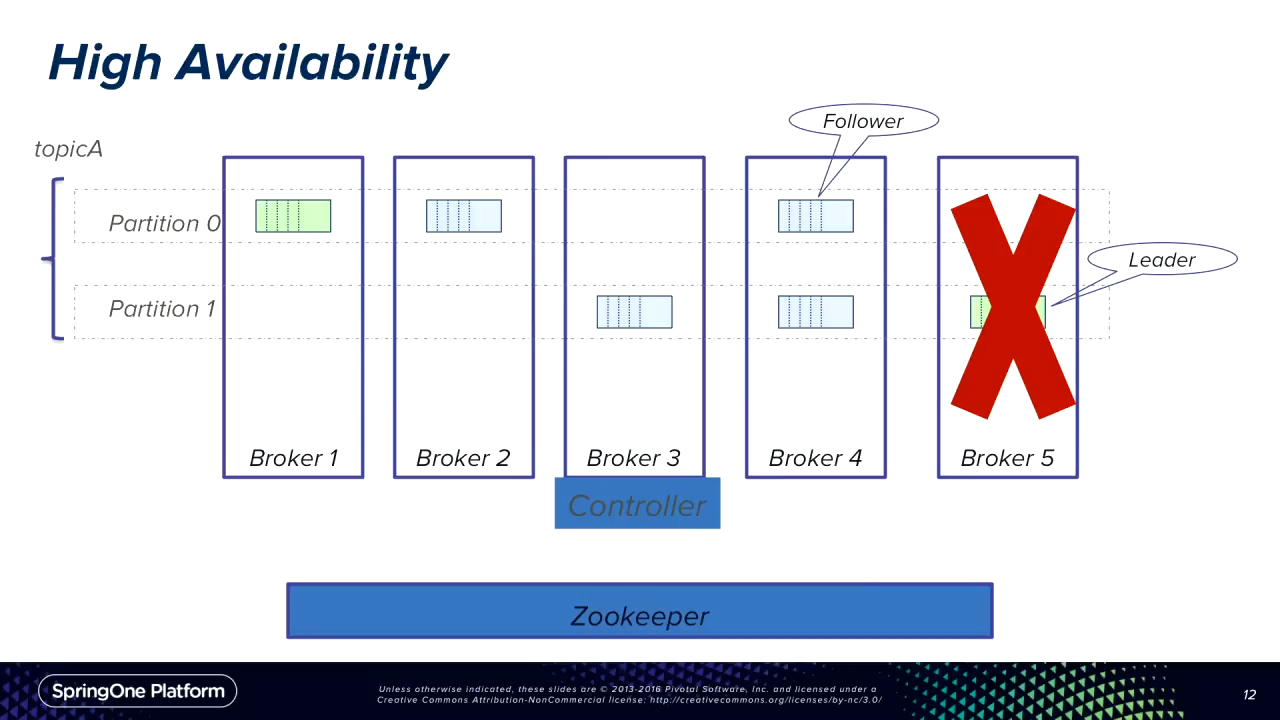 High Availability
Follower
topicA
Partition 0
Leader
Partition 1
Broker 1
Broker 2
Broker 3
Broker 4
Broker 5
Controller
Zookeeper
SpringOne Platform
Unless otherwise indicated, these slides are © 2013-2016 Pivotal Software, Inc. and licensed under a
Creative Commons Attribution-NonCommercial license: http://creativecommons.org/licenses/by-nc/3.0/
12